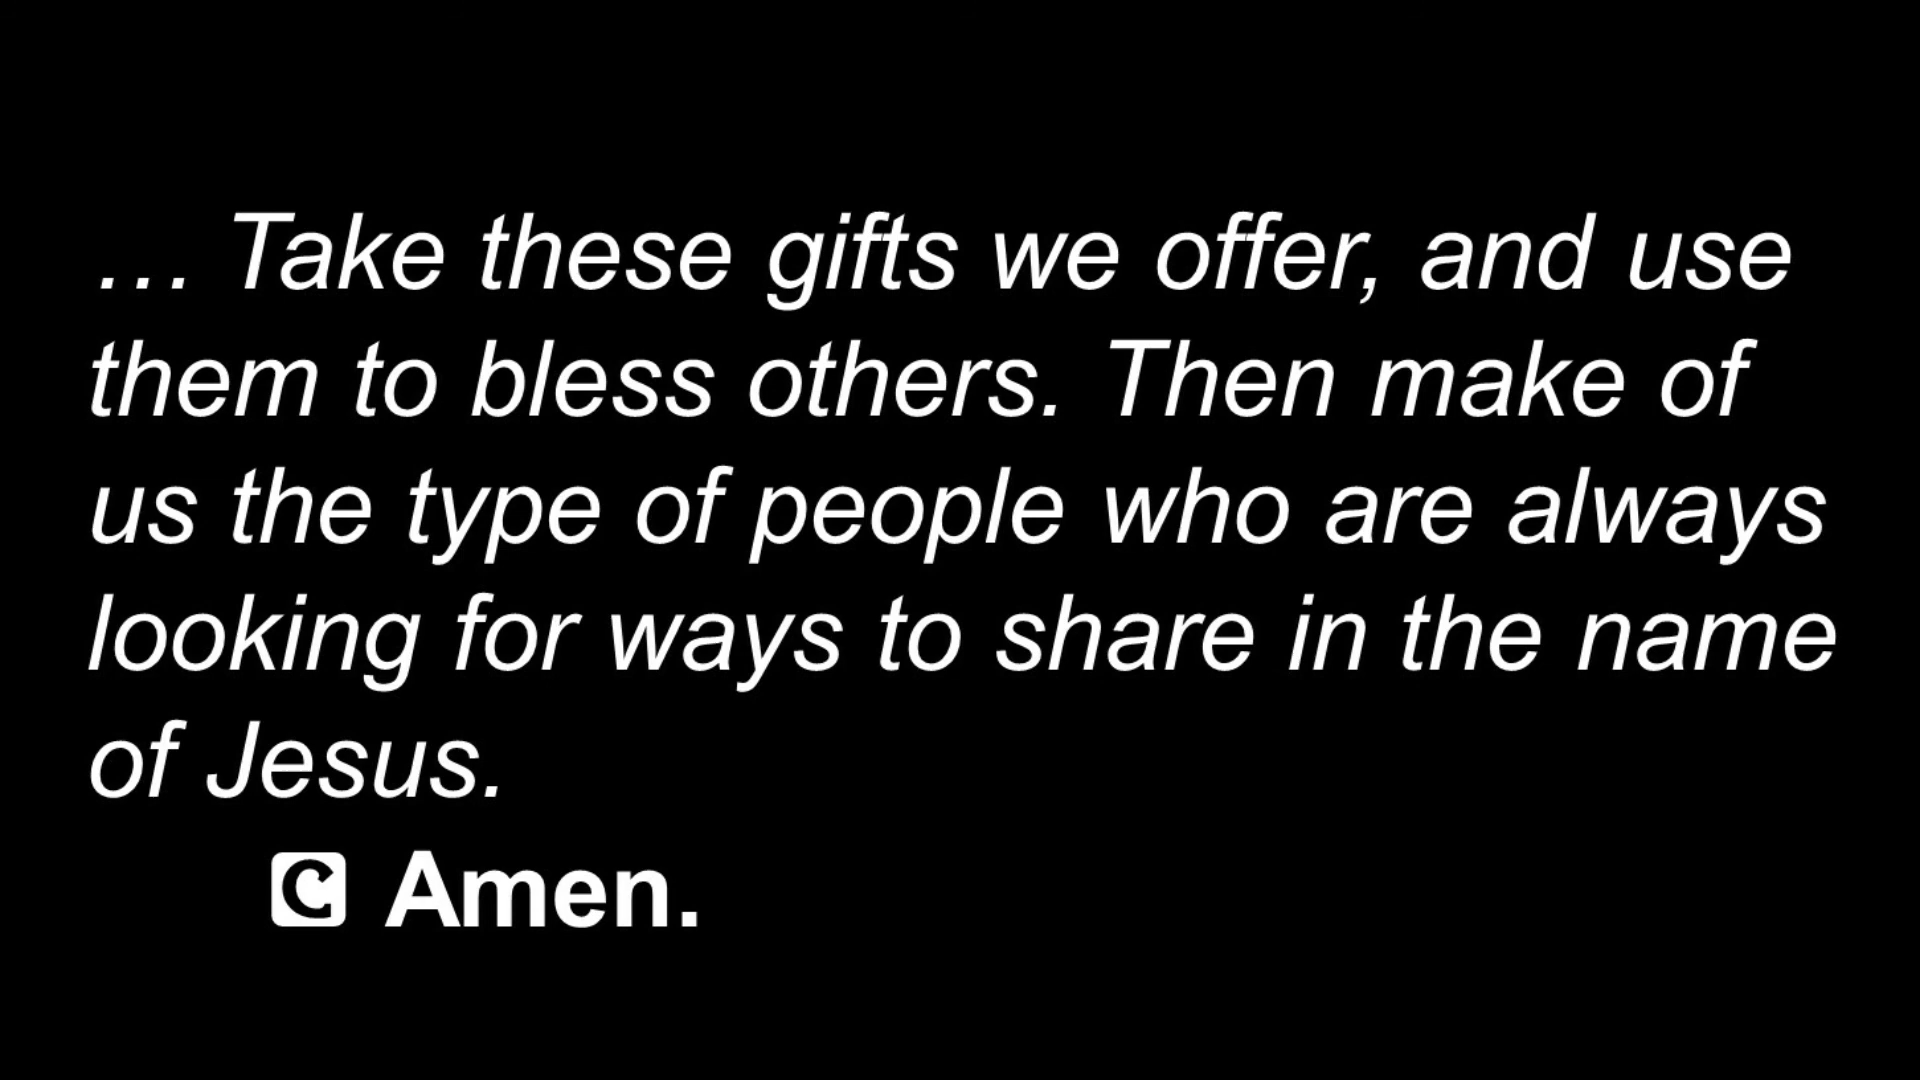 … Take these gifts we offer, and use
them to bless others. Then make of
us the type of people who are always
looking for ways to share in the name
of Jesus.
C Amen.